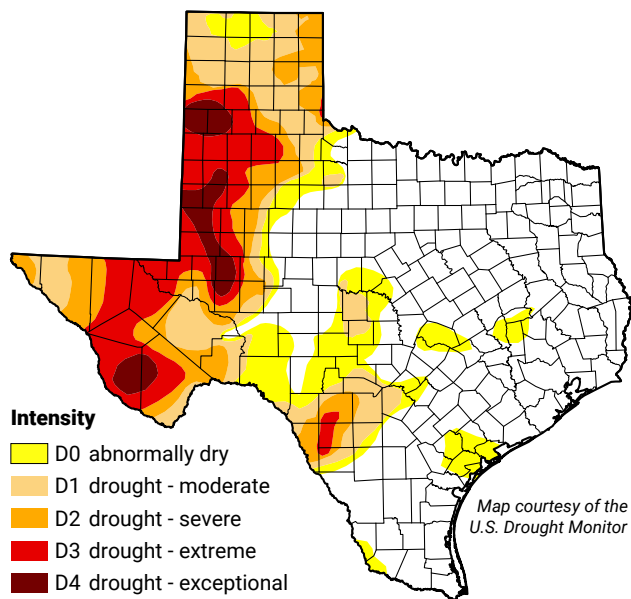 Intensity
D0 abnormally dry
D1 drought - moderate
D2 drought - severe
D3 drought - extreme
D4 drought - exceptional
Map courtesy of the
U.S. Drought Monitor